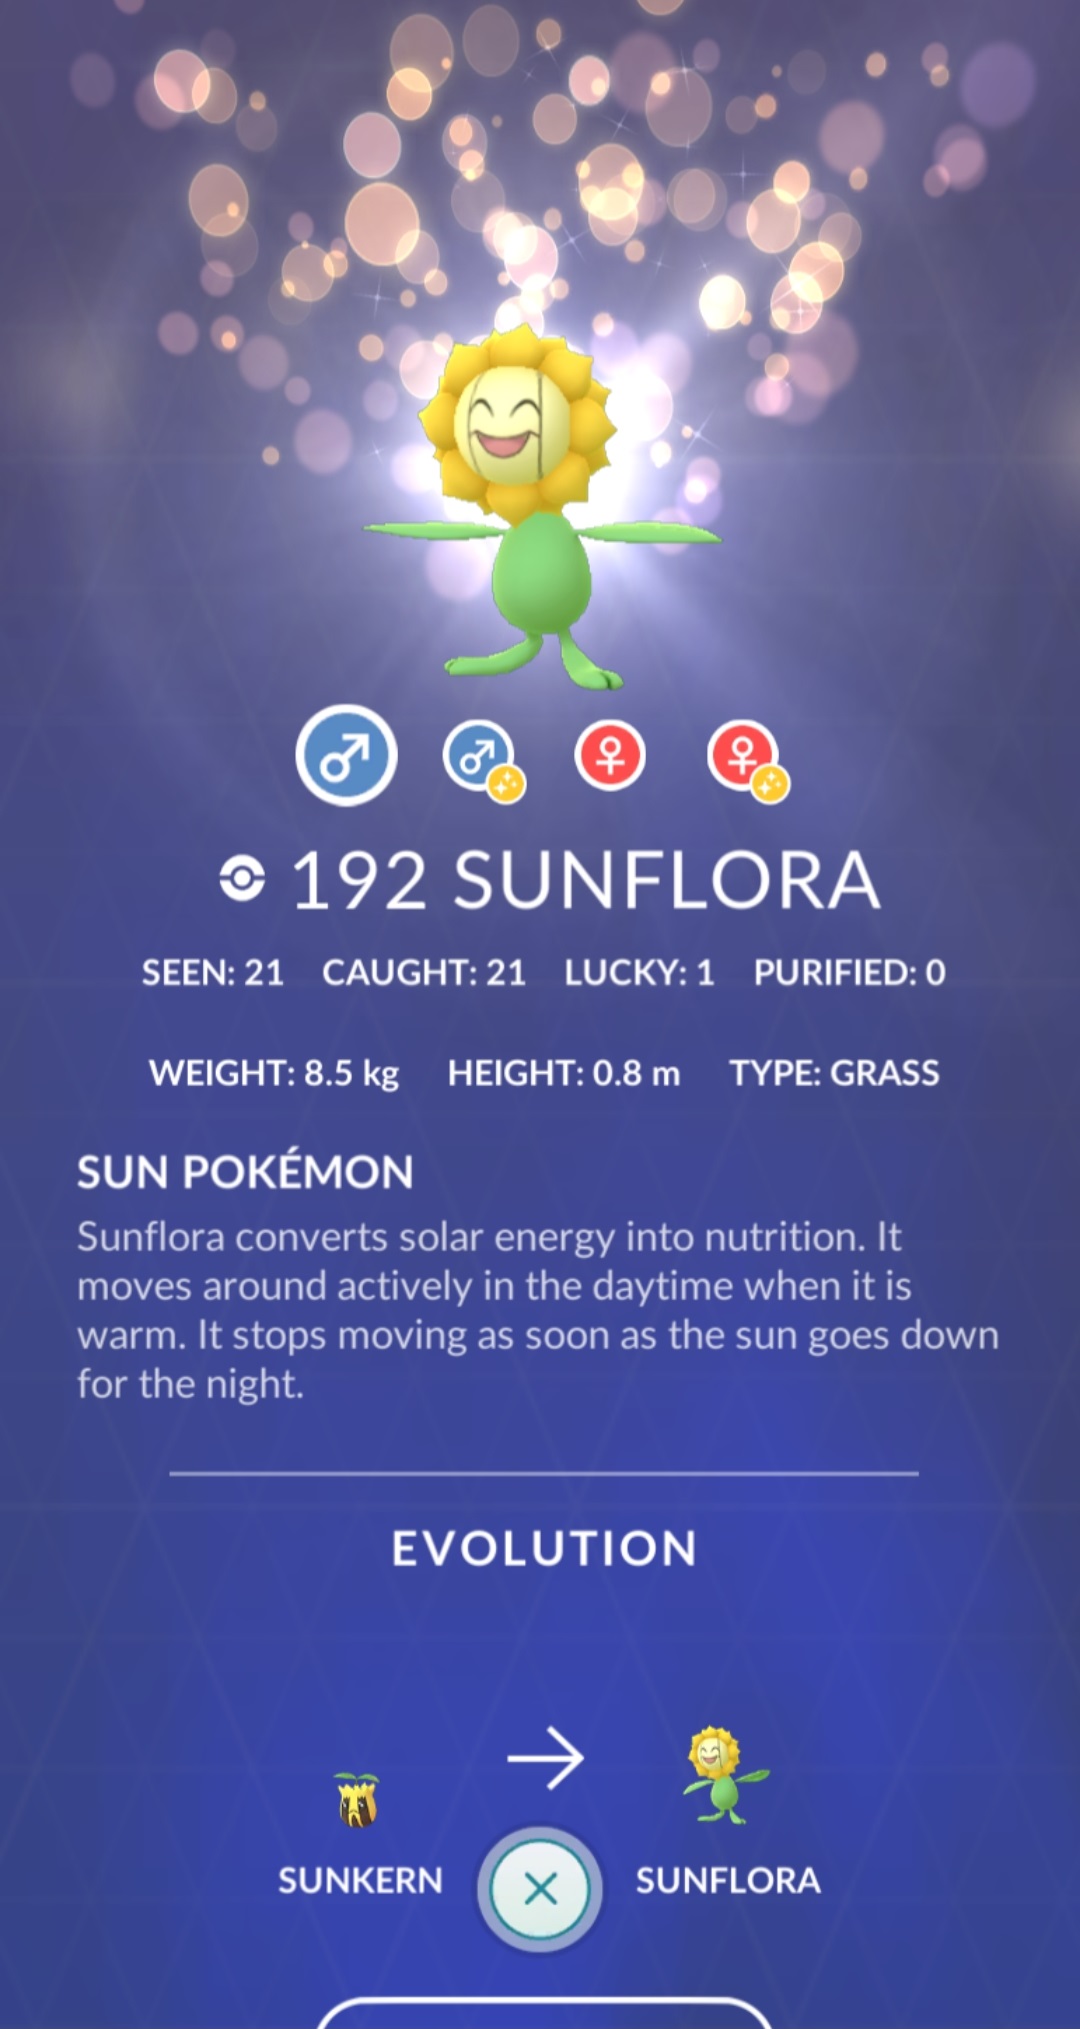 192 SUNFLORA
SEEN: 21 CAUGHT: 21 LUCKY: 1 PURIFIED: 0
WEIGHT: 8.5 kg HEIGHT: 0.8 m TYPE: GRASS
SUN POKÉMON
Sunflora converts solar energy into nutrition. It
moves around actively in the daytime when it is
warm. It stops moving as soon as the sun goes down
for the night.
EVOLUTION
SUNKERN SUNFLORA